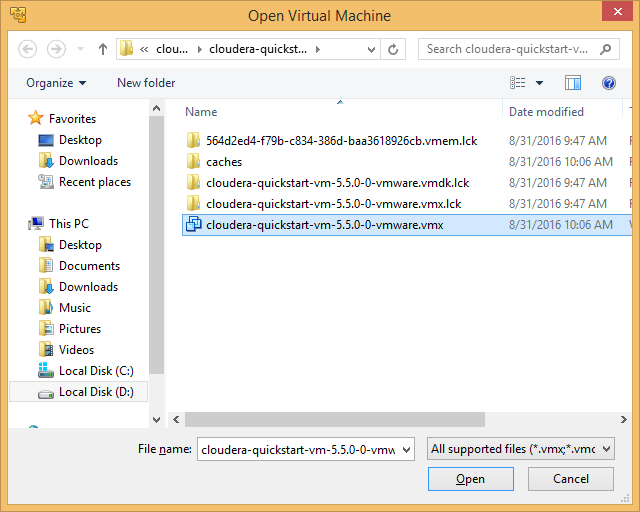 Open Virtual Machine
« clou... › cloudera-quickst... ›
Search cloudera-quickstart-v...
Organize
New folder
Name
Date modified
Favorites
Desktop
Downloads
Recent places
This PC
Desktop
Documents
Downloads
Music
Pictures
Videos
Local Disk (C:)
Local Disk (D:)
564d2ed4-f79b-c834-386d-baa3618926cb.vmem.lck 8/31/2016 9:47 AM
caches 8/31/2016 10:06 AM
cloudera-quickstart-vm-5.5.0-0-vmware.vmdk.lck 8/31/2016 9:47 AM
cloudera-quickstart-vm-5.5.0-0-vmware.vmx.lck 8/31/2016 9:47 AM
cloudera-quickstart-vm-5.5.0-0-vmware.vmx 8/31/2016 10:06 AM
File name: cloudera-quickstart-vm-5.5.0-0-vmw
All supported files (*.vmx;*.vmc
Open
Cancel